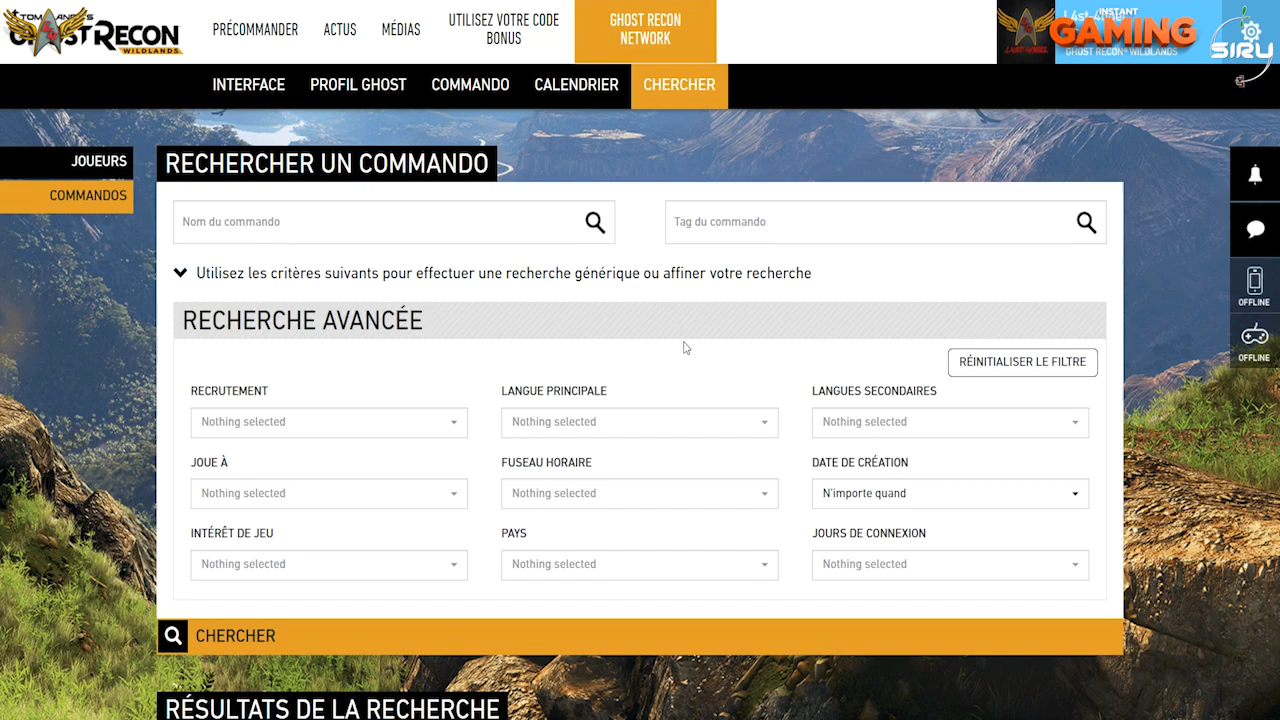 TOM CLANCY'S
GHOST RECON
WILDLANDS
PRÉCOMMANDER
ACTUS
MÉDIAS
UTILISEZ VOTRE CODE
BONUS
GHOST RECON
NETWORK
INSTANT
GAMING
GHOST RECON® WILDLANDS
SIRU
INTERFACE
PROFIL GHOST
COMMANDO
CALENDRIER
CHERCHER
JOUEURS
COMMANDOS
RECHERCHER UN COMMANDO
Nom du commando
Tag du commando
Utilisez les critères suivants pour effectuer une recherche générique ou affiner votre recherche
RECHERCHE AVANCÉE
RÉINITIALISER LE FILTRE
RECRUTEMENT
LANGUE PRINCIPALE
LANGUES SECONDAIRES
Nothing selected
Nothing selected
Nothing selected
JOUE À
FUSEAU HORAIRE
DATE DE CRÉATION
Nothing selected
Nothing selected
N'importe quand
INTÉRÊT DE JEU
PAYS
JOURS DE CONNEXION
Nothing selected
Nothing selected
Nothing selected
CHERCHER
RÉSULTATS DE LA RECHERCHE
OFFLINE
OFFLINE